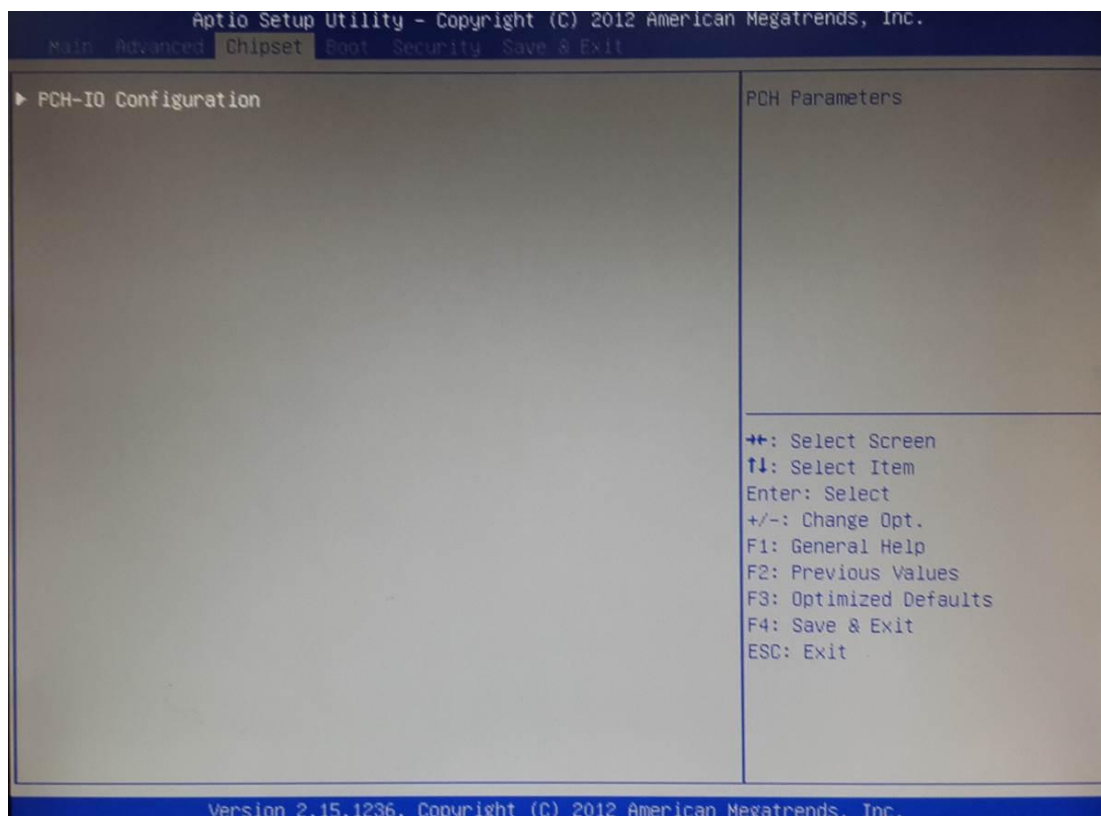 Aptio Setup Utility - Copyright (C) 2012 American Megatrends, Inc.
Main Advanced Chipset Boot Security Save & Exit
▶ PCH-IO Configuration
PCH Parameters
→←: Select Screen
↑↓: Select Item
Enter: Select
+/-: Change Opt.
F1: General Help
F2: Previous Values
F3: Optimized Defaults
F4: Save & Exit
ESC: Exit
Version 2.15.1236. Copyright (C) 2012 American Megatrends, Inc.